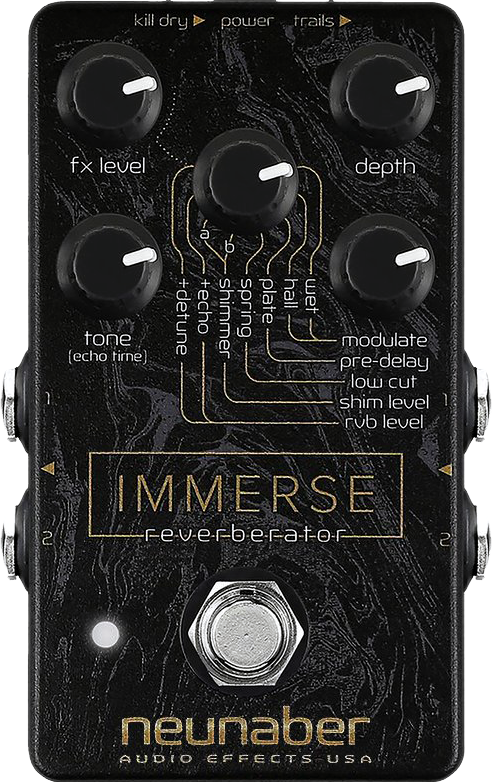 kill dry power trails
fx level
depth
a
b
+detune
+echo
shimmer
spring
plate
hall
wet
tone
(echo time)
modulate
pre-delay
low cut
shim level
rvb level
1
1
IMMERSE
reverberator
2
2
neunaber
AUDIO EFFECTS USA